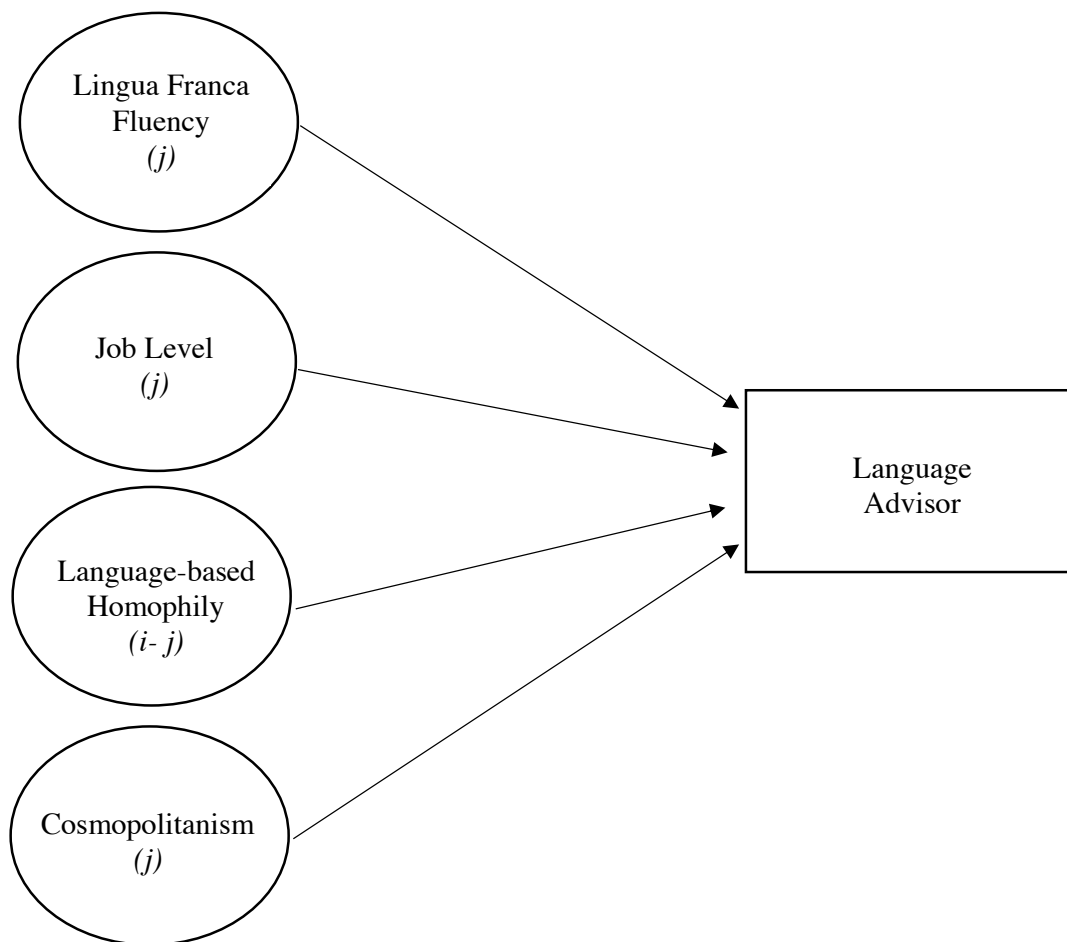 Lingua Franca
Fluency
(j)
Job Level
(j)
Language-based
Homophily
(i- j)
Cosmopolitanism
(j)
Language
Advisor